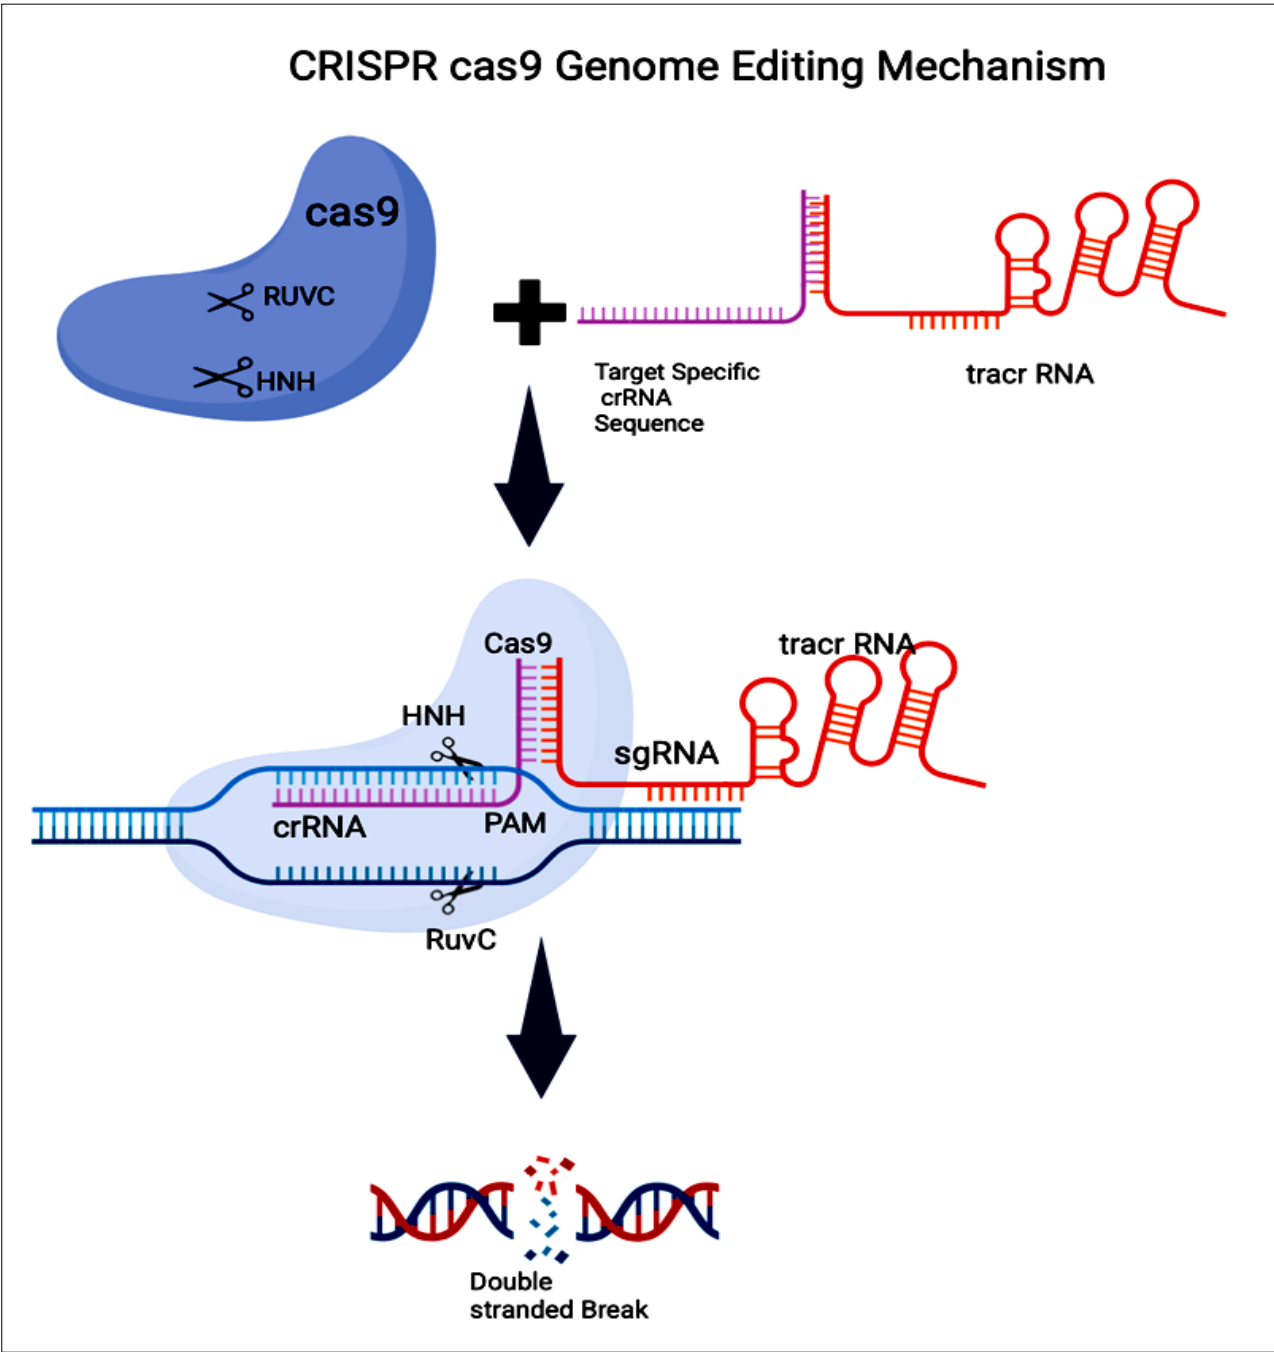 CRISPR cas9 Genome Editing Mechanism
cas9
RUVC
HNH
Target Specific
crRNA
Sequence
tracr RNA
Cas9
tracr RNA
HNH
sgRNA
crRNA
PAM
RuvC
Double
stranded Break